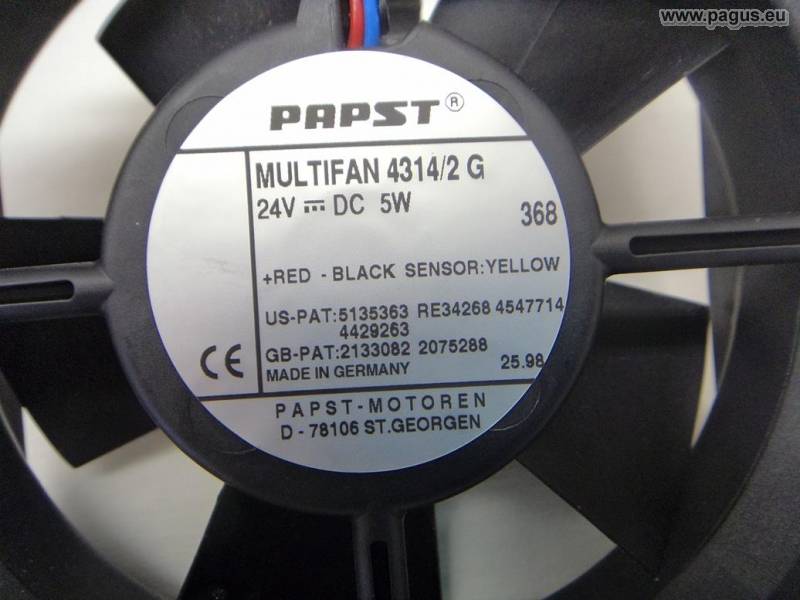 www.pagus.eu
PAPST ®
MULTIFAN 4314/2 G
24V ⎓ DC 5W
368
+RED - BLACK SENSOR:YELLOW
US-PAT:5135363 RE34268 4547714
4429263
GB-PAT:2133082 2075288
CE
MADE IN GERMANY 25.98
PAPST-MOTOREN
D - 78106 ST.GEORGEN